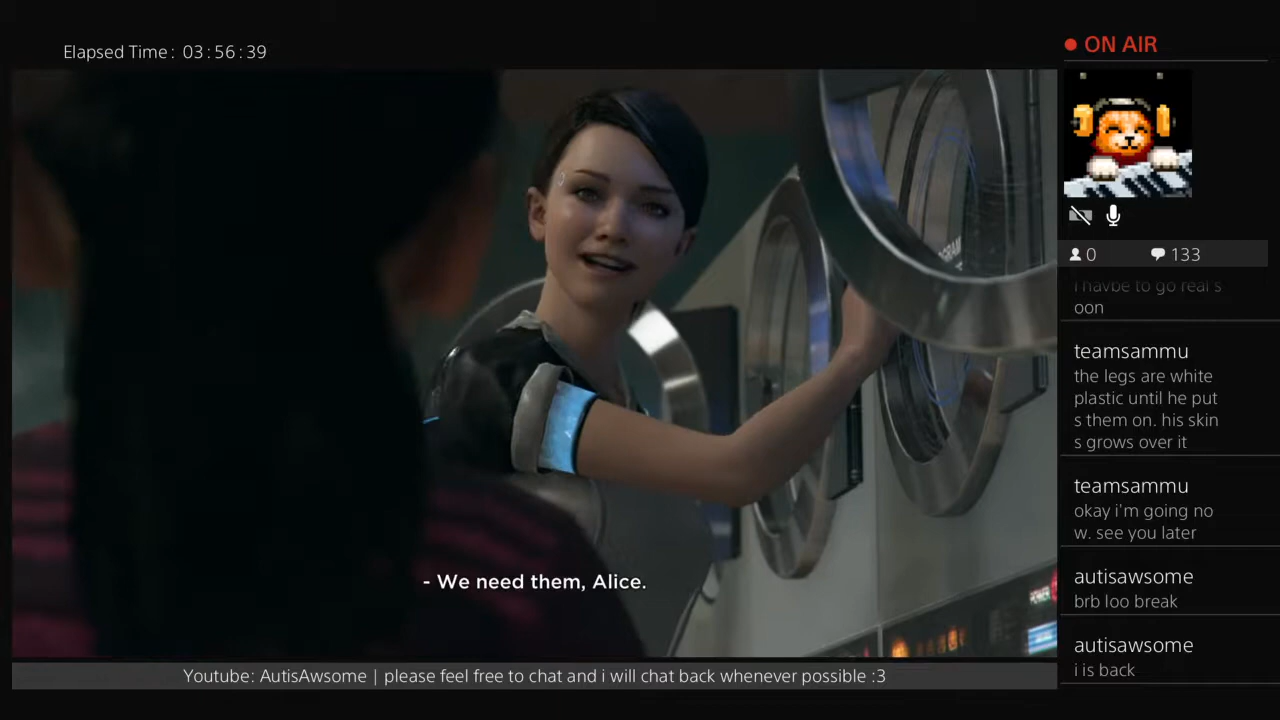 Elapsed Time: 03:56:39
ON AIR
0 133
i havbe to go real s
oon
teamsammu
the legs are white
plastic until he put
s them on. his skin
s grows over it
teamsammu
okay i'm going no
w. see you later
autisawsome
brb loo break
autisawsome
i is back
- We need them, Alice.
POWER
Youtube: AutisAwsome | please feel free to chat and i will chat back whenever possible :3